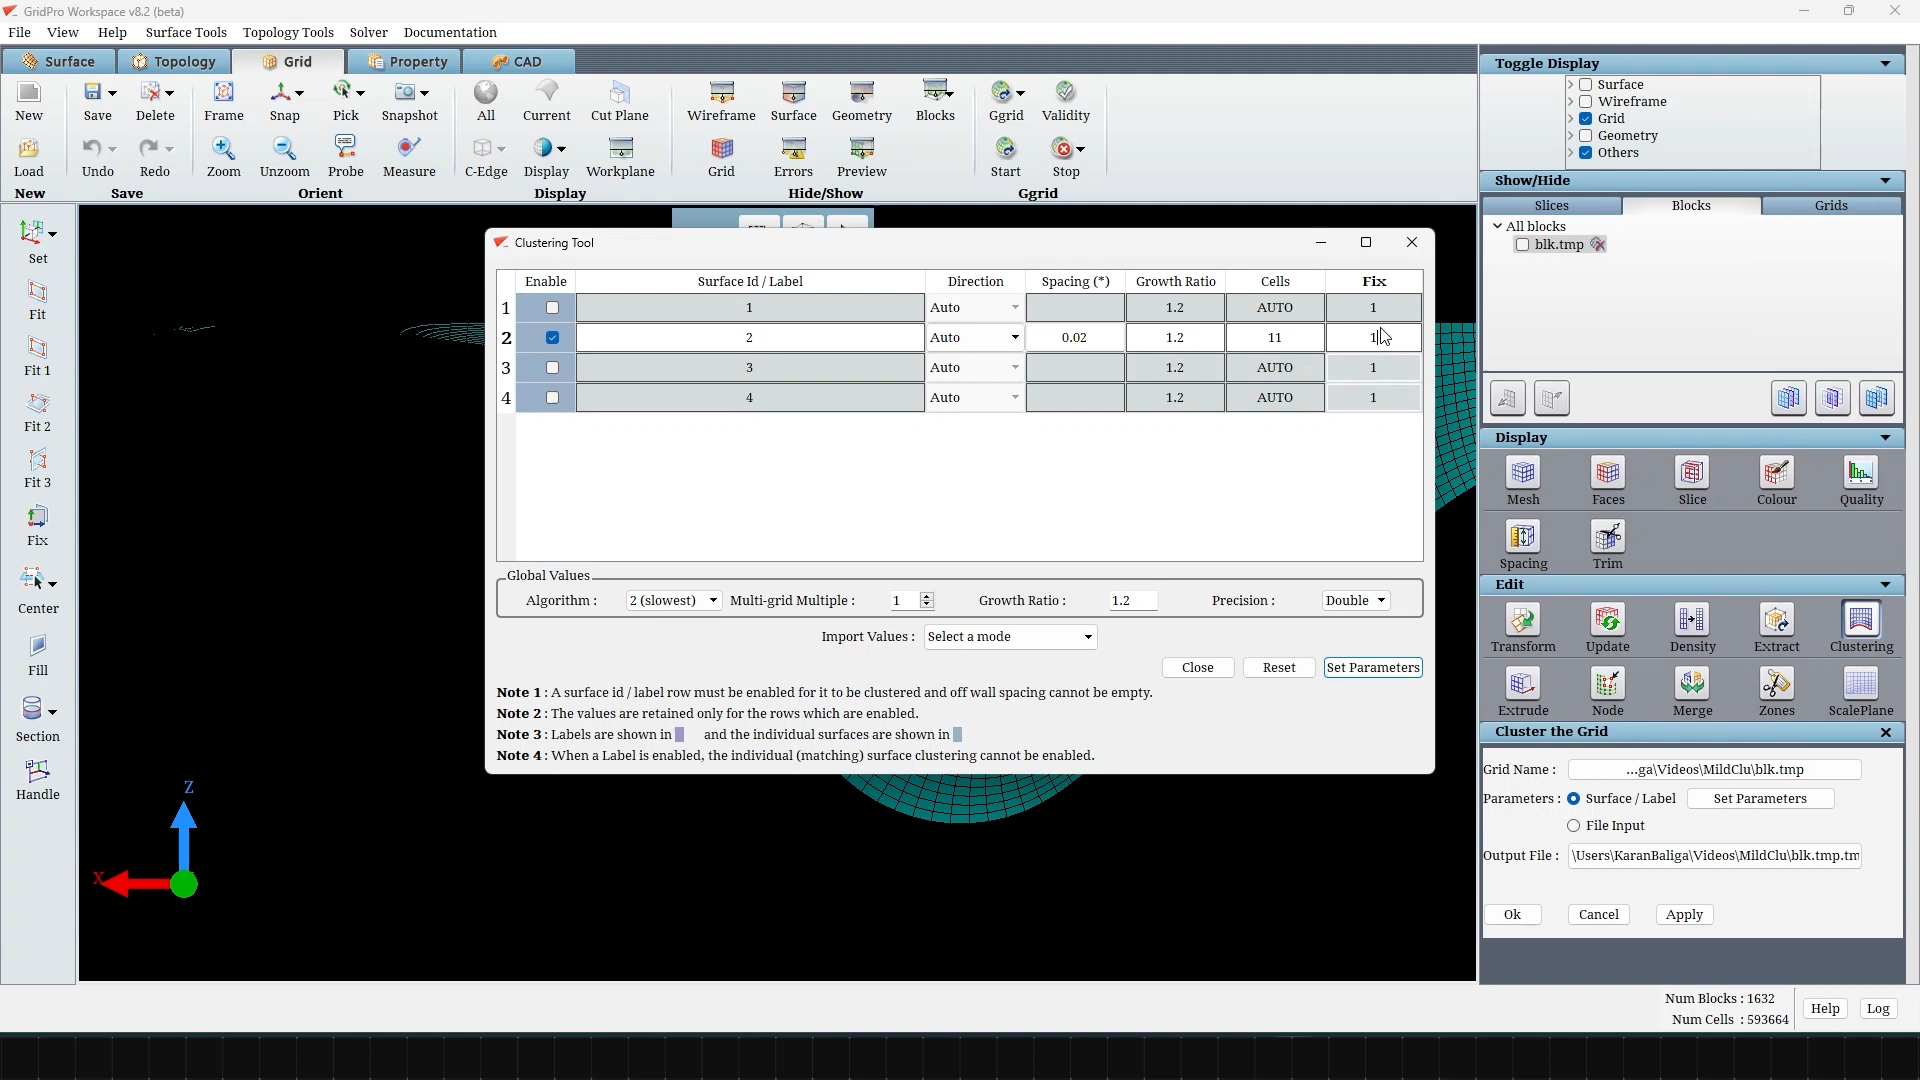 GridPro Workspace v8.2 (beta)
File View Help Surface Tools Topology Tools Solver Documentation
Surface Topology Grid Property CAD
New Save Delete Frame Snap Pick Snapshot All Current Cut Plane Wireframe Surface Geometry Blocks Ggrid Validity
Load Undo Redo Zoom Unzoom Probe Measure C-Edge Display Workplane Grid Errors Preview Start Stop
New Save Orient Display Hide/Show Ggrid
Set
Fit
Fit 1
Fit 2
Fit 3
Fix
Center
Fill
Section
Handle
Z
X
Clustering Tool
Enable Surface Id / Label Direction Spacing (*) Growth Ratio Cells Fix
1 1 Auto 1.2 AUTO 1
2 2 Auto 0.02 1.2 11 1
3 3 Auto 1.2 AUTO 1
4 4 Auto 1.2 AUTO 1
Global Values
Algorithm : 2 (slowest) Multi-grid Multiple : 1 Growth Ratio : 1.2 Precision : Double
Import Values : Select a mode
Close Reset Set Parameters
Note 1 : A surface id / label row must be enabled for it to be clustered and off wall spacing cannot be empty.
Note 2 : The values are retained only for the rows which are enabled.
Note 3 : Labels are shown in and the individual surfaces are shown in
Note 4 : When a Label is enabled, the individual (matching) surface clustering cannot be enabled.
Toggle Display
Surface
Wireframe
Grid
Geometry
Others
Show/Hide
Slices Blocks Grids
All blocks
blk.tmp
Display
Mesh Faces Slice Colour Quality
Spacing Trim
Edit
Transform Update Density Extract Clustering
Extrude Node Merge Zones ScalePlane
Cluster the Grid
Grid Name : ...ga\Videos\MildClu\blk.tmp
Parameters : Surface / Label Set Parameters
File Input
Output File : \Users\KaranBaliga\Videos\MildClu\blk.tmp.tm
Ok Cancel Apply
Num Blocks : 1632
Num Cells : 593664
Help Log